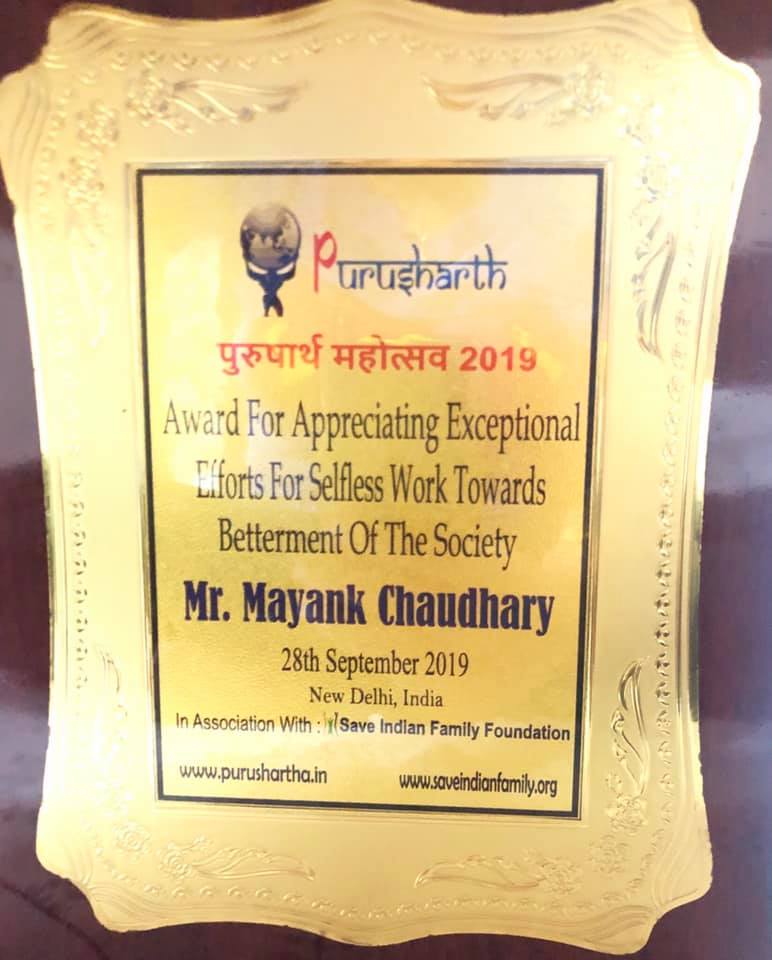 Purusharth
पुरुषार्थ महोत्सव 2019
Award For Appreciating Exceptional
Efforts For Selfless Work Towards
Betterment Of The Society
Mr. Mayank Chaudhary
28th September 2019
New Delhi, India
In Association With : Save Indian Family Foundation
www.purushartha.in www.saveindianfamily.org